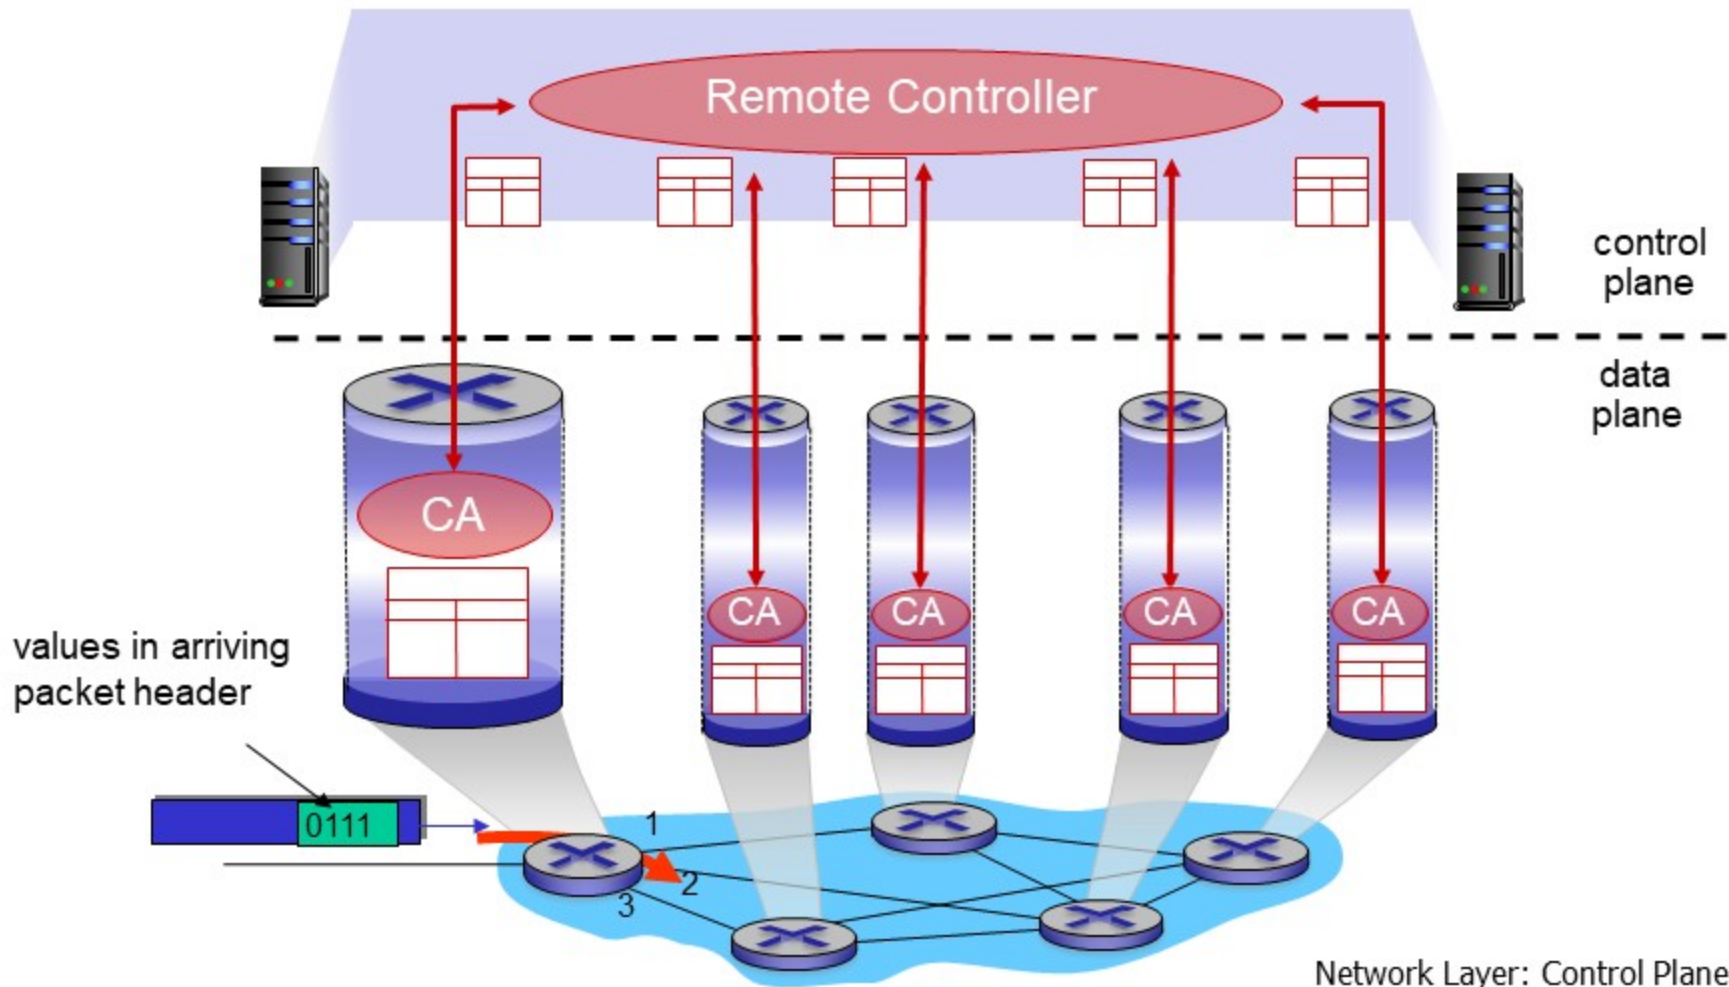 Remote Controller
control
plane
data
plane
CA
CA
CA
CA
CA
values in arriving
packet header
0111
1
2
3
Network Layer: Control Plane